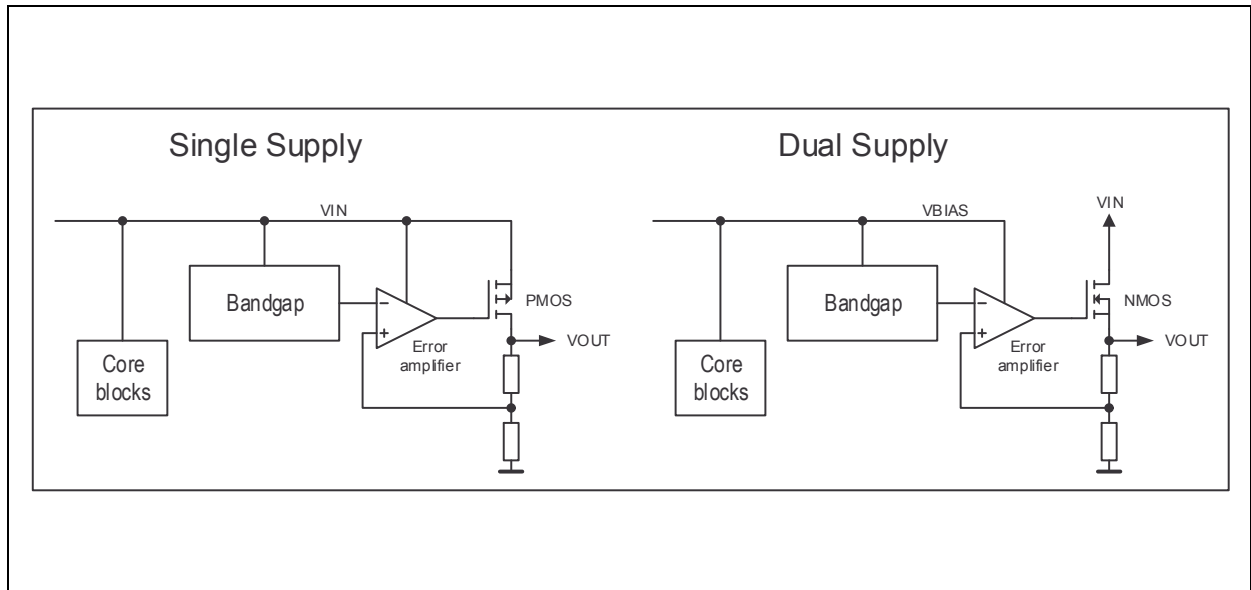 Single Supply
VIN
Bandgap
−
+
PMOS
VOUT
Error
amplifier
Core
blocks
Dual Supply
VBIAS
VIN
Bandgap
−
+
NMOS
VOUT
Error
amplifier
Core
blocks